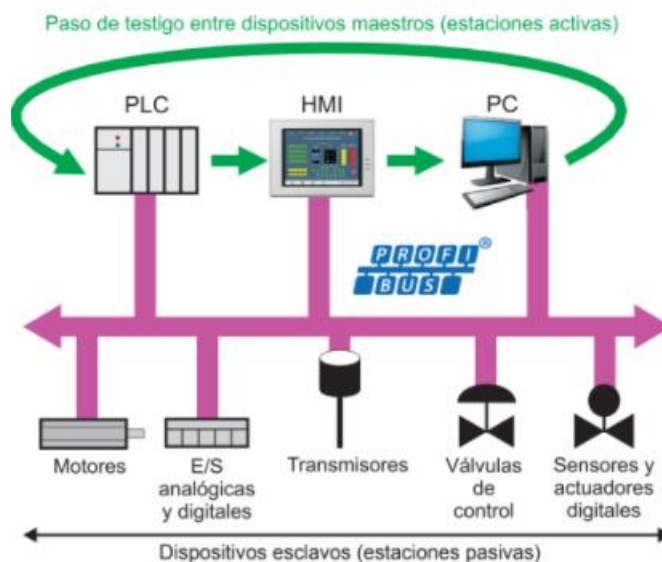 Paso de testigo entre dispositivos maestros (estaciones activas)
PLC
HMI
PC
PROFI
BUS
®
Motores
E/S
analógicas
y digitales
Transmisores
Válvulas
de
control
Sensores y
actuadores
digitales
Dispositivos esclavos (estaciones pasivas)